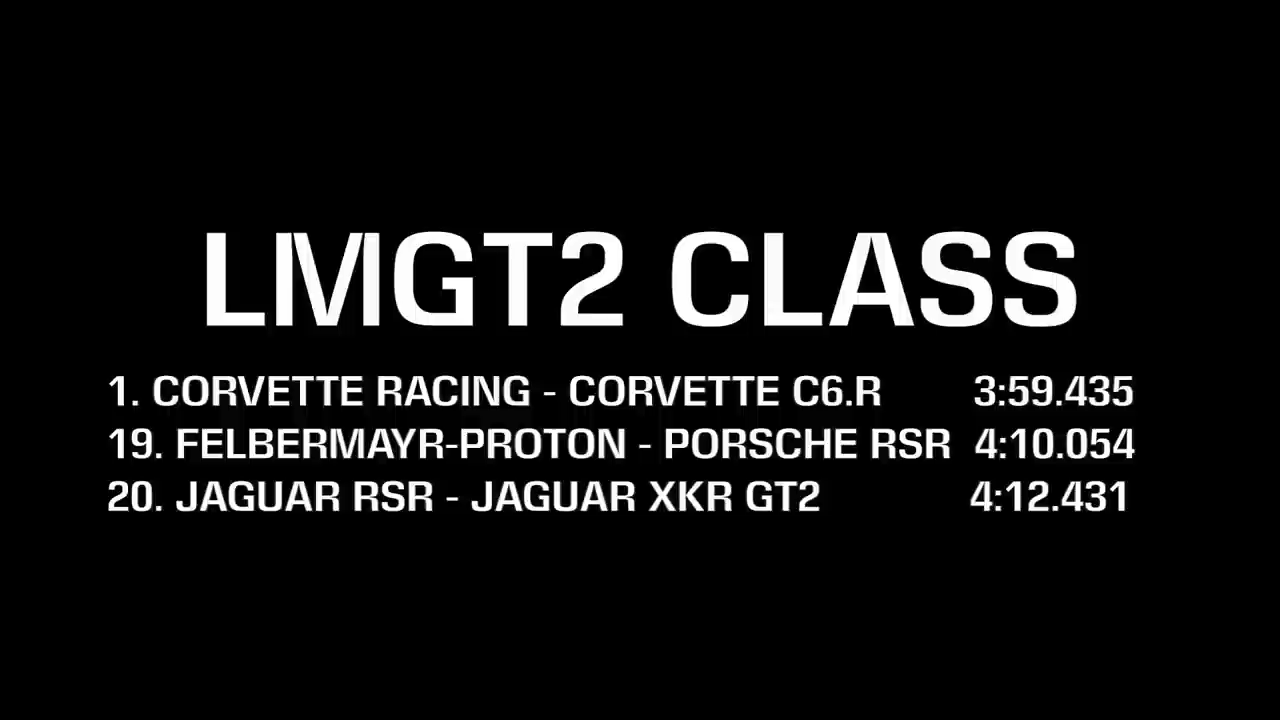 LMGT2 CLASS
1. CORVETTE RACING - CORVETTE C6.R 3:59.435
19. FELBERMAYR-PROTON - PORSCHE RSR 4:10.054
20. JAGUAR RSR - JAGUAR XKR GT2 4:12.431